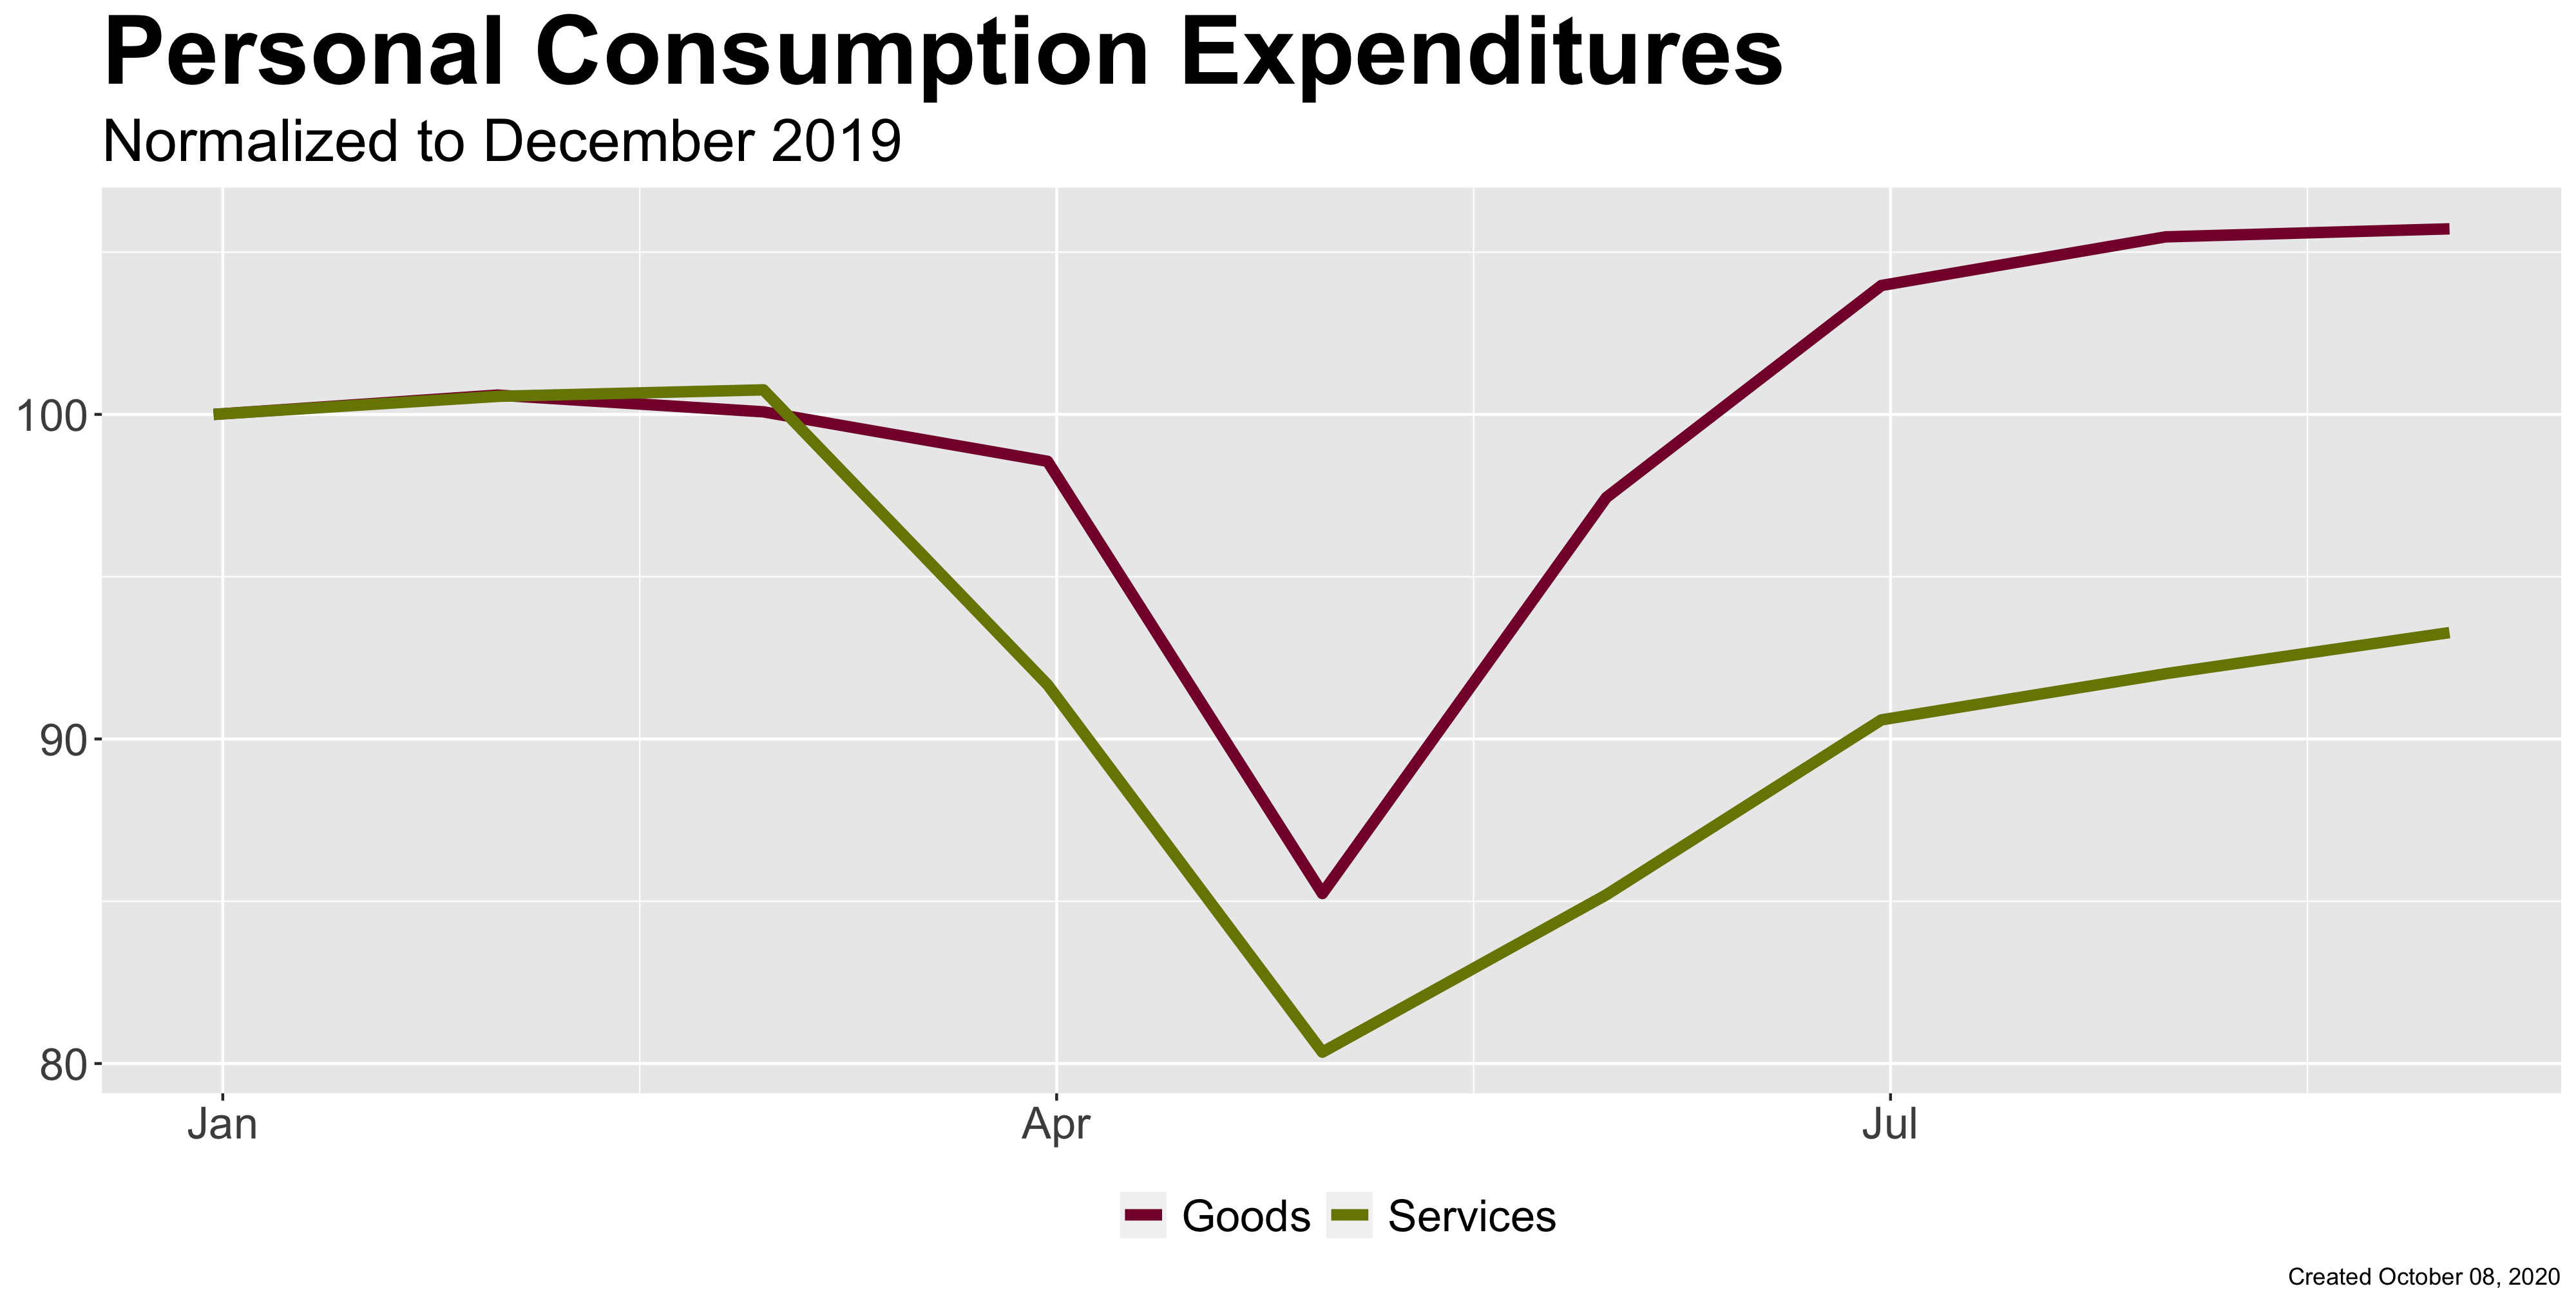 Personal Consumption Expenditures
Normalized to December 2019
100
90
80
Jan Apr Jul
Goods Services
Created October 08, 2020